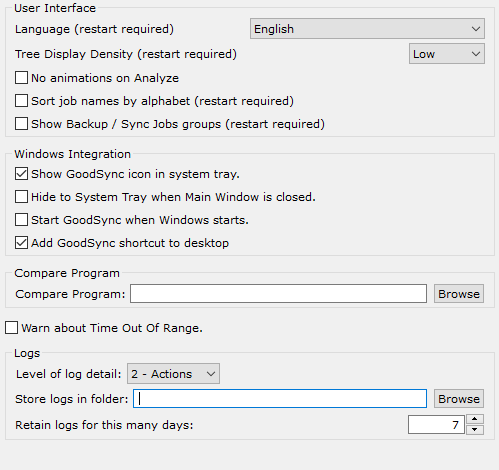 User Interface
Language (restart required) English
Tree Display Density (restart required) Low
No animations on Analyze
Sort job names by alphabet (restart required)
Show Backup / Sync Jobs groups (restart required)
Windows Integration
Show GoodSync icon in system tray.
Hide to System Tray when Main Window is closed.
Start GoodSync when Windows starts.
Add GoodSync shortcut to desktop
Compare Program
Compare Program: Browse
Warn about Time Out Of Range.
Logs
Level of log detail: 2 - Actions
Store logs in folder: Browse
Retain logs for this many days: 7